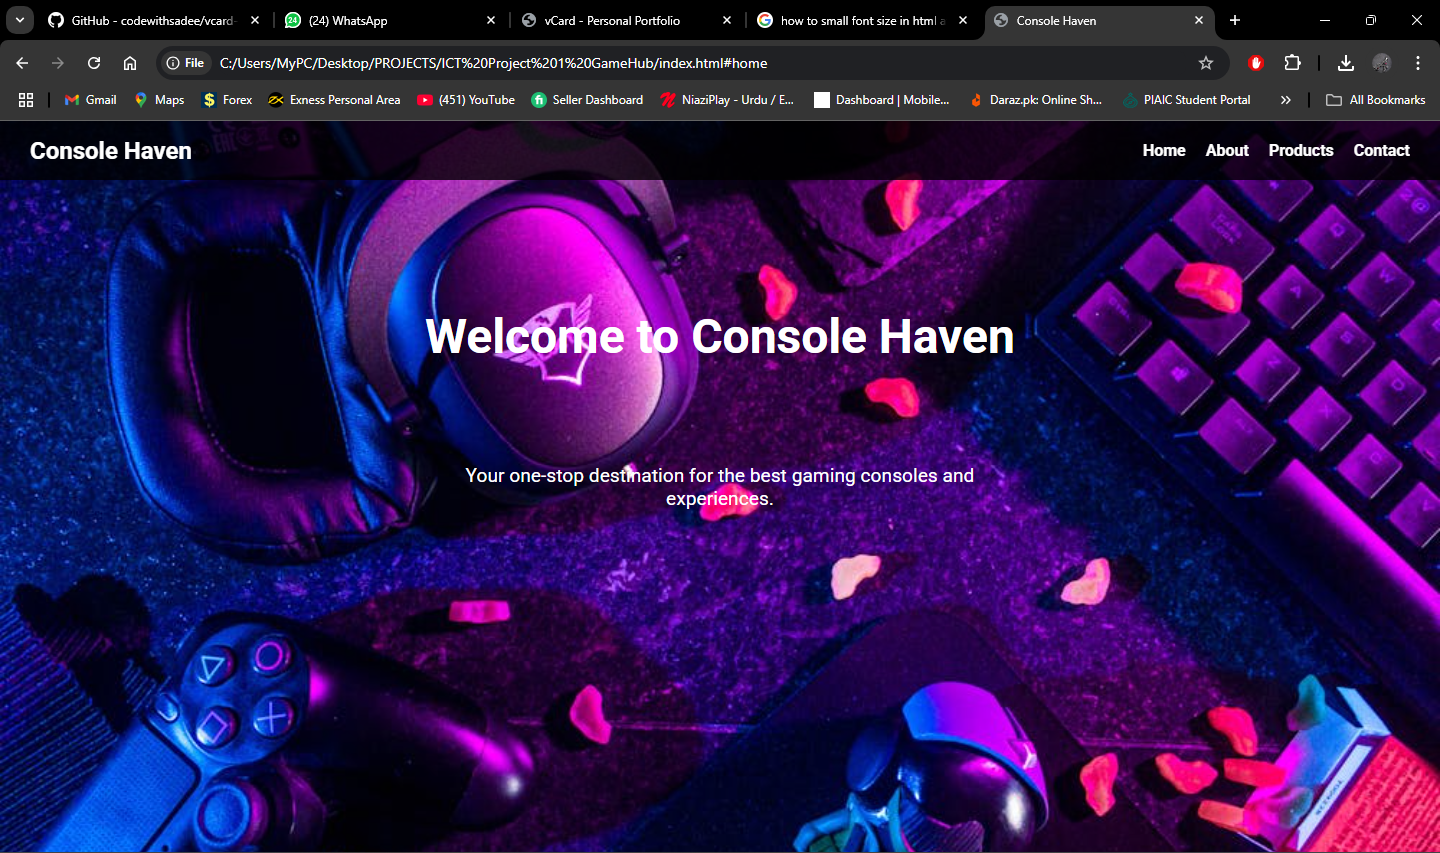 GitHub - codewithsadee/vcard-
(24) WhatsApp
vCard - Personal Portfolio
how to small font size in html a
Console Haven
File
C:/Users/MyPC/Desktop/PROJECTS/ICT%20Project%201%20GameHub/index.html#home
Gmail
Maps
Forex
Exness Personal Area
(451) YouTube
Seller Dashboard
NiaziPlay - Urdu / E...
Dashboard | Mobile...
Daraz.pk: Online Sh...
PIAIC Student Portal
All Bookmarks
Console Haven
Home
About
Products
Contact
Welcome to Console Haven
Your one-stop destination for the best gaming consoles and
experiences.